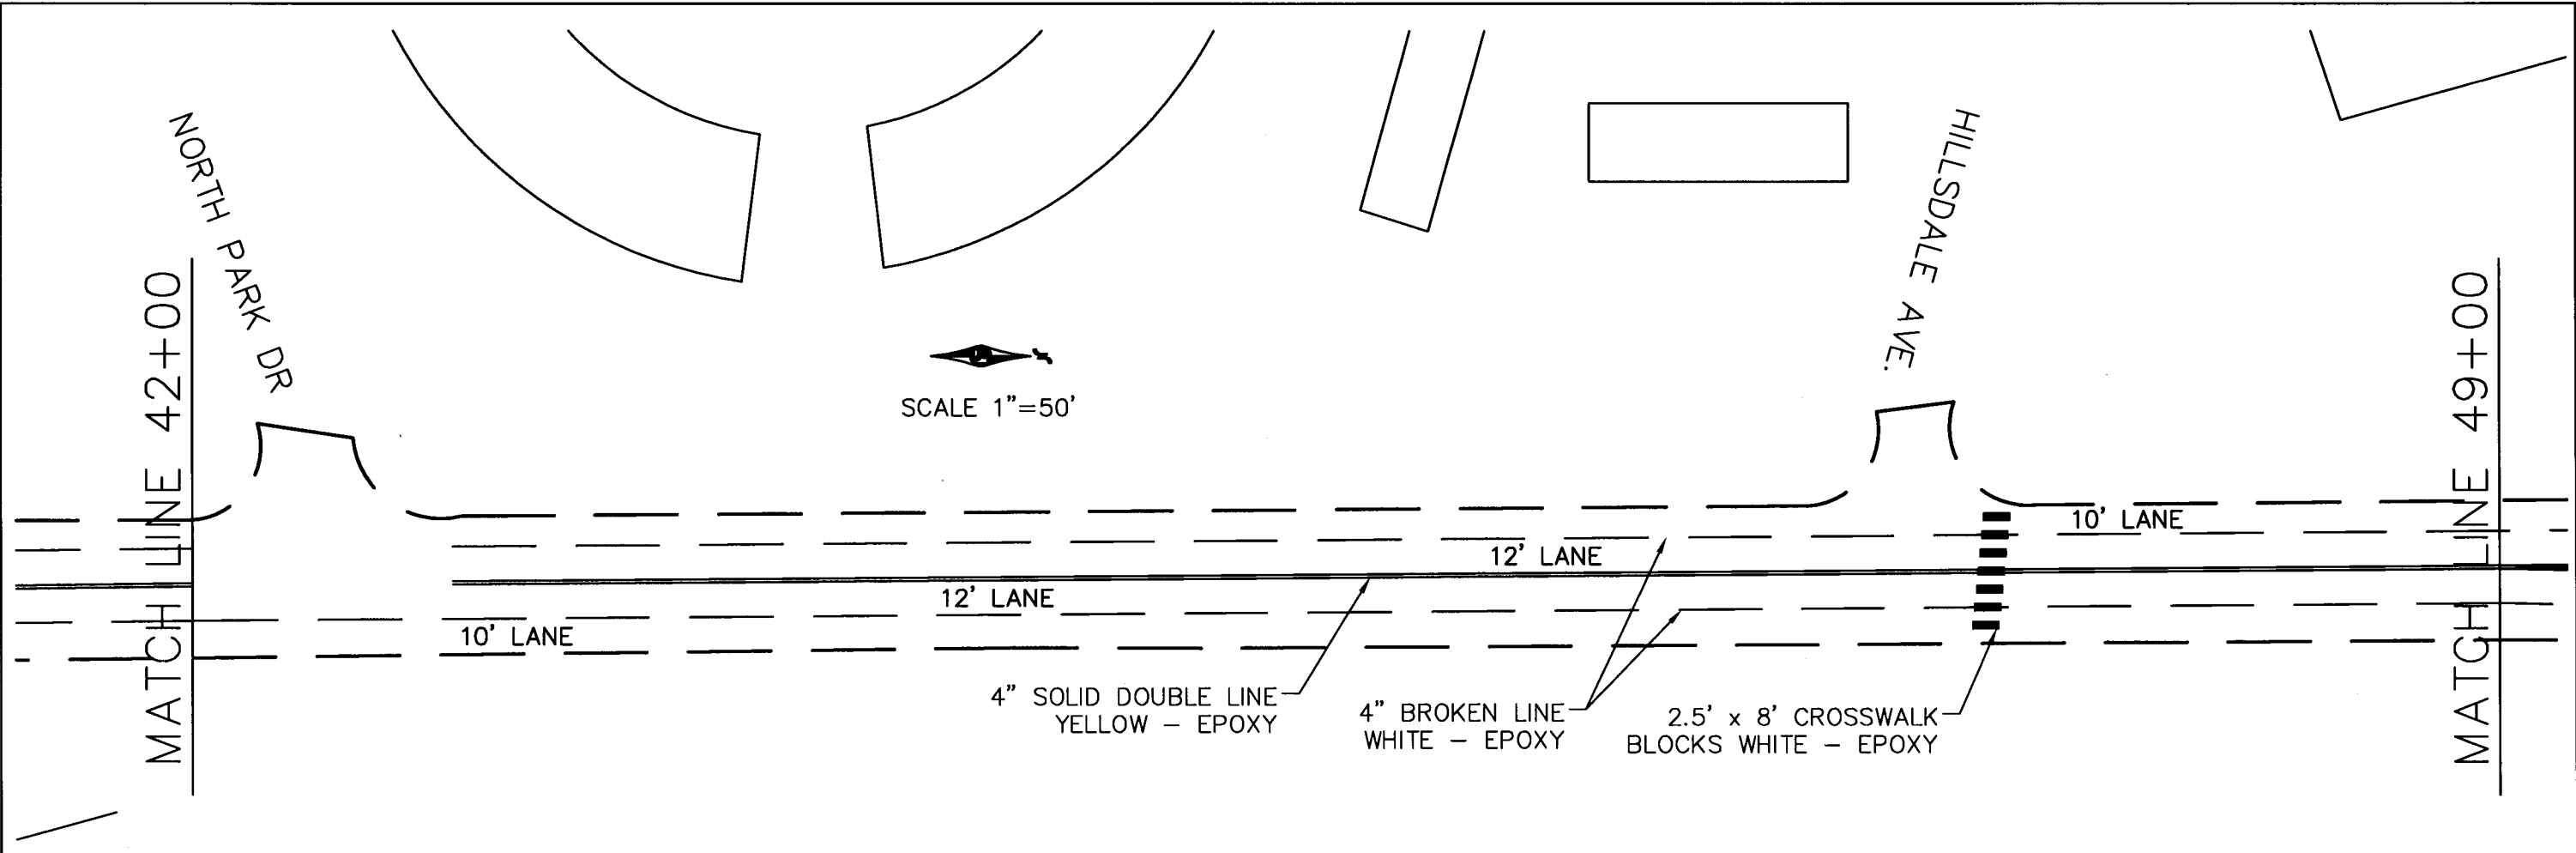 NORTH PARK DR
HILLSDALE AVE.
MATCH LINE 42+00
SCALE 1"=50'
MATCH LINE 49+00
10' LANE
12' LANE
12' LANE
10' LANE
4" SOLID DOUBLE LINE
YELLOW – EPOXY
4" BROKEN LINE
WHITE – EPOXY
2.5' x 8' CROSSWALK
BLOCKS WHITE – EPOXY